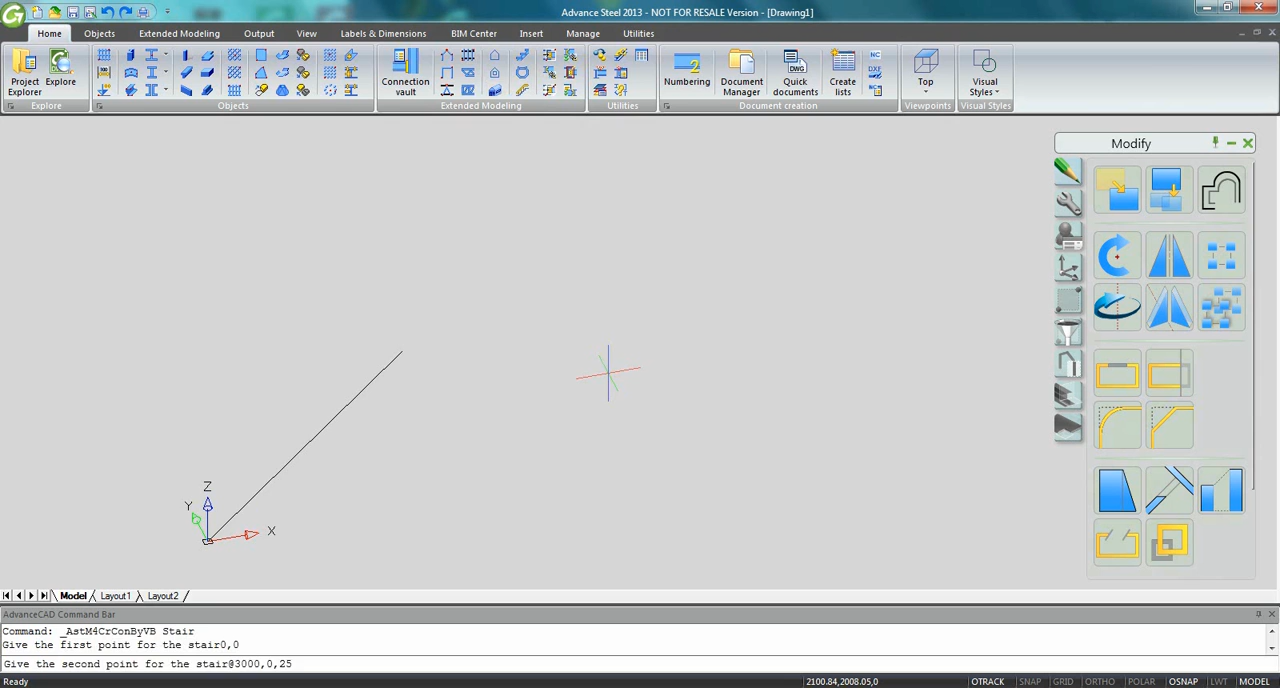 Advance Steel 2013 - NOT FOR RESALE Version - [Drawing1]
Home Objects Extended Modeling Output View Labels & Dimensions BIM Center Insert Manage Utilities
Project Explorer
Explore
Connection vault
Numbering
Document Manager
Quick documents
Create lists
Top
Visual Styles
NC
DXF
NC
DWG
Explore Objects Extended Modeling Utilities Document creation Viewpoints Visual Styles
Modify
Z
Y
X
Model Layout1 Layout2
AdvanceCAD Command Bar
Command: _AstM4CrConByVB Stair
Give the first point for the stair0,0
Give the second point for the stair@3000,0,25
Ready 2100.84,2008.05,0 OTRACK SNAP GRID ORTHO POLAR OSNAP LWT MODEL